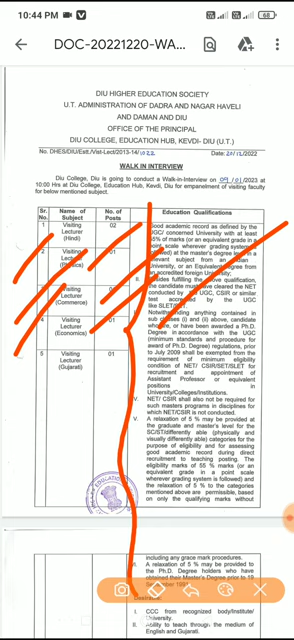 10:44 PM
68
DOC-20221220-WA...
DIU HIGHER EDUCATION SOCIETY
U.T. ADMINISTRATION OF DADRA AND NAGAR HAVELI
AND DAMAN AND DIU
OFFICE OF THE PRINCIPAL
DIU COLLEGE, EDUCATION HUB, KEVDI- DIU (U.T.)
No. DHES/DIU/Estt./Vist-Lect/2013-14/1022 Date: 20/12/2022
WALK IN INTERVIEW
Diu College, Diu is going to conduct a Walk-in-Interview on 09/01/2023 at
10:00 Hrs at Diu College, Education Hub, Kevdi, Diu for empanelment of visiting faculty
for below mentioned subject.
Sr. No. Name of Subject No. of Posts Education Qualifications
Visiting Lecturer (Hindi) 02
Visiting
Visiting Lecturer (Commerce)
4 Visiting Lecturer (Economics) 01
5 Visiting Lecturer (Gujarati) 01
Good academic record as defined by the
UGC/ concerned University with at least
55% of marks (or an equivalent grade in a
point scale wherever grading system
at the master's degree level in a
relevant subject from an Indian
University, or an Equivalent degree from
an accredited foreign University.
fulfilling the above qualification,
the candidate must have cleared the NET
conducted by UGC, CSIR or similar
test accredited by the UGC
like SLET/SET.
Notwithstanding anything contained in
sub clauses (i) and (ii) above, candidate
who are, or have been awarded a Ph.D.
Degree in accordance with the UGC
(minimum standards and procedure for
award of Ph.D. Degree) regulations, prior
to July 2009 shall be exempted from the
requirement of minimum eligibility
condition of NET/ CSIR/SET/SLET for
recruitment and appointment of
Assistant Professor or equivalent
positions in
University/Colleges/Institutions.
NET/ CSIR shall also not be required for
such masters programs in disciplines for
which NET/CSIR is not conducted.
V. A relaxation of 5% may be provided at
the graduate and master's level for the
SC/ST/differently able (physically and
visually differently able) categories for the
purpose of eligibility and for assessing
good academic record during direct
recruitment to teaching posting. The
eligibility marks of 55 % marks (or an
equivalent grade in a point scale
wherever grading system is followed) and
the relaxation of 5 % to the categories
mentioned above are permissible, based
on only the qualifying marks without
including any grace mark procedures.
A relaxation of 5 % may be provided to
the Ph.D. Degree holders who have
obtained their Master's Degree prior to 19
September 1991.
Desirable:
I. CCC from recognized body/Institute/
University.
II. Ability to teach through the medium of
English and Gujarati.